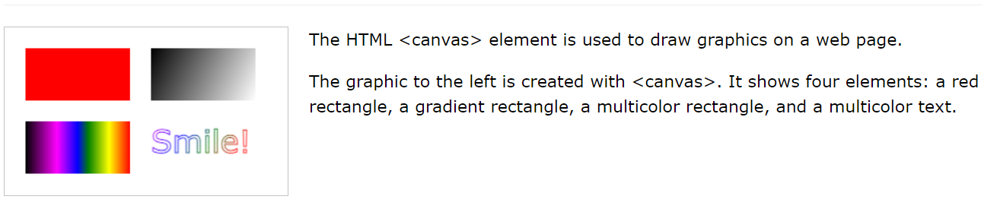 The HTML <canvas> element is used to draw graphics on a web page.
The graphic to the left is created with <canvas>. It shows four elements: a red
rectangle, a gradient rectangle, a multicolor rectangle, and a multicolor text.
Smile!